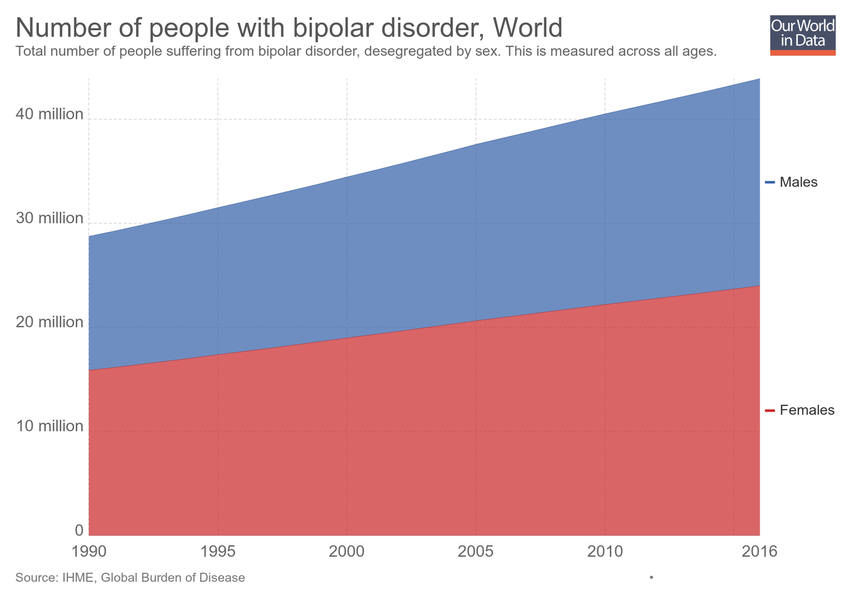 Number of people with bipolar disorder, World
Total number of people suffering from bipolar disorder, desegregated by sex. This is measured across all ages.
Our World
in Data
40 million
30 million
20 million
10 million
0
Males
Females
1990 1995 2000 2005 2010 2016
Source: IHME, Global Burden of Disease